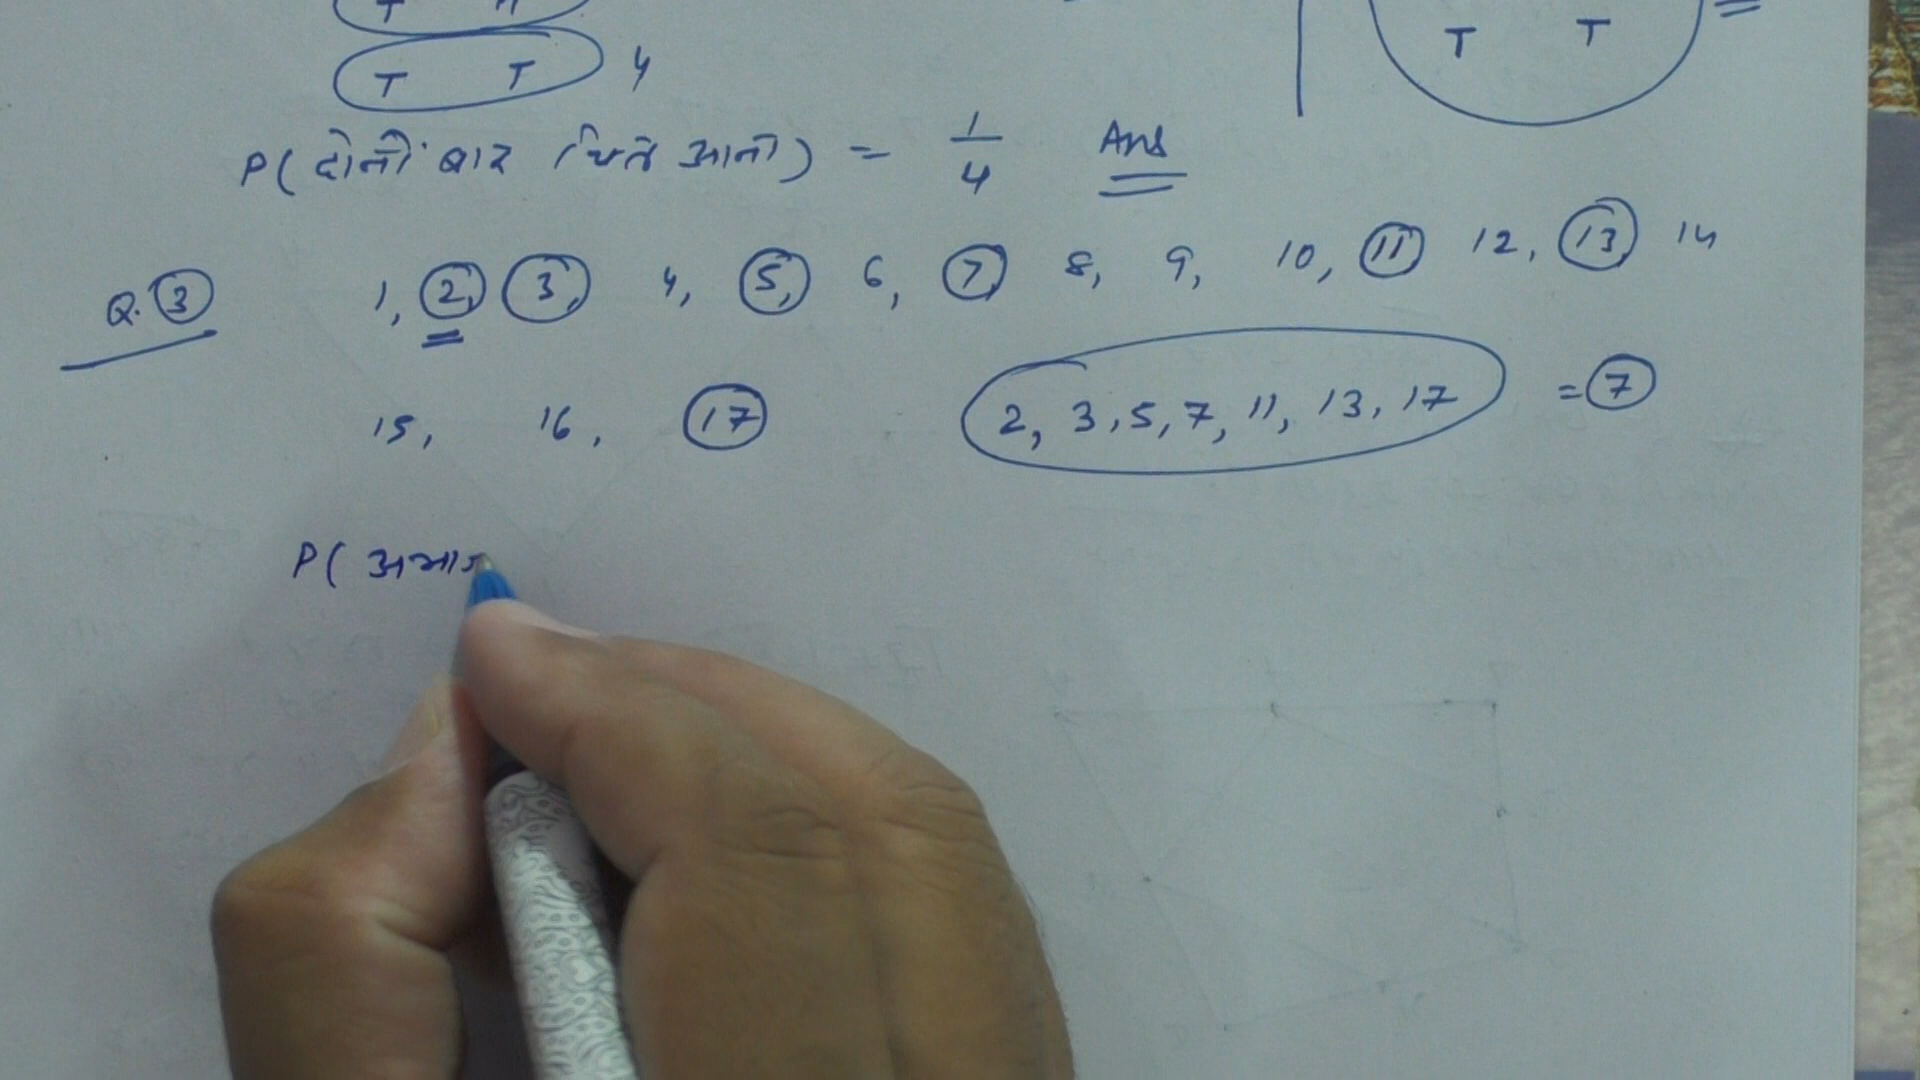 T H
T T 4
T T
P( दोनों बार चित आना) = 1/4 Ans
Q. 3 1, 2, 3, 4, 5, 6, 7, 8, 9, 10, 11 12, 13 14
15, 16, 17 2, 3, 5, 7, 11, 13, 17 = 7
P( अभाज